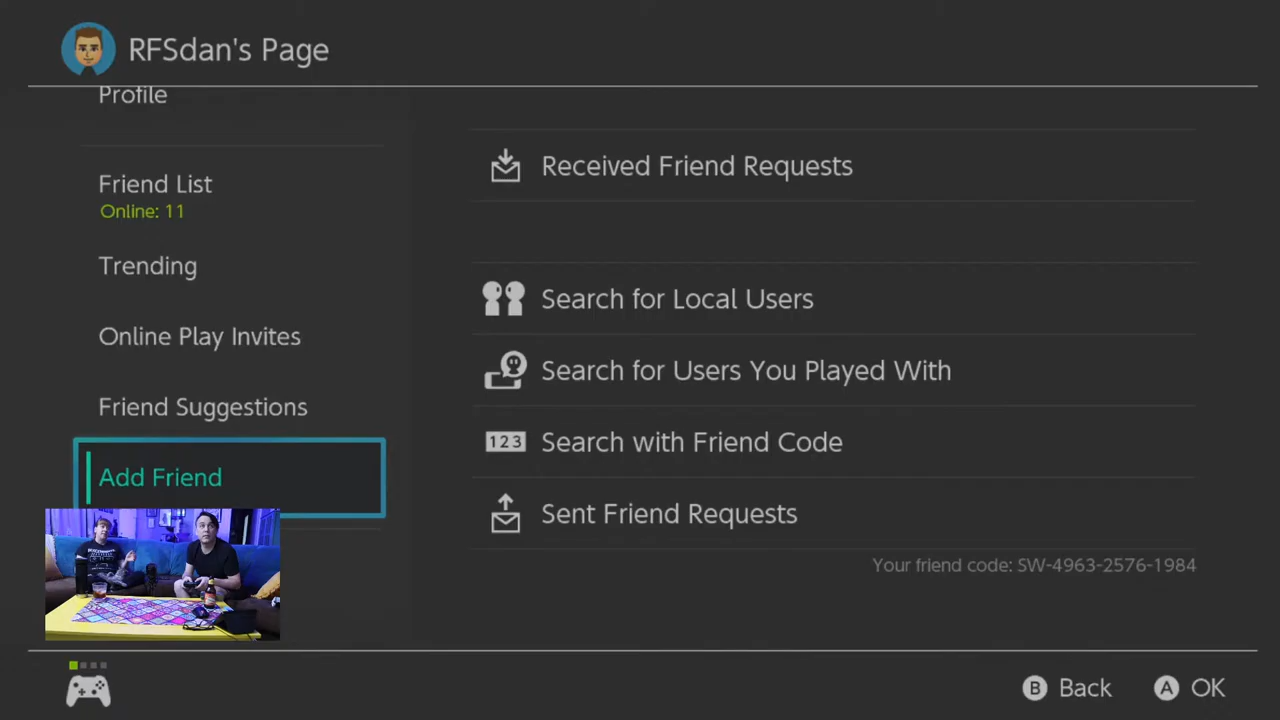 RFSdan's Page
Profile
Friend List
Online: 11
Trending
Online Play Invites
Friend Suggestions
Add Friend
Received Friend Requests
Search for Local Users
Search for Users You Played With
123 Search with Friend Code
Sent Friend Requests
Your friend code: SW-4963-2576-1984
B Back A OK